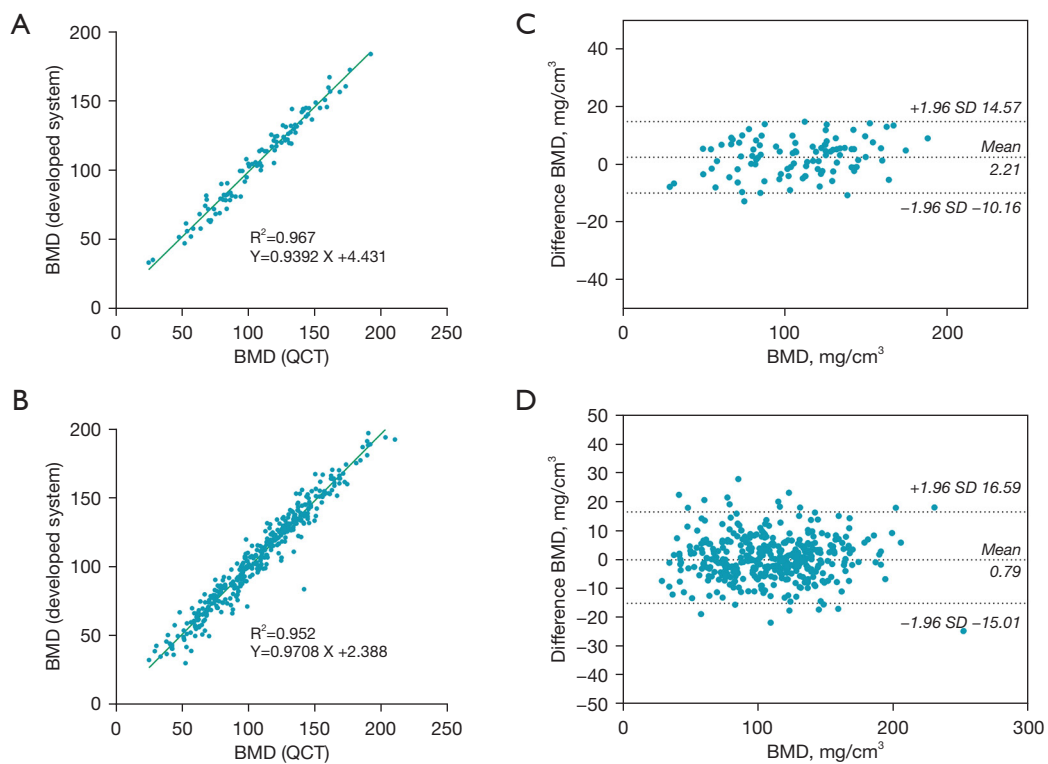 A
200
150
100
50
0
BMD (developed system)
R²=0.967
Y=0.9392 X +4.431
0 50 100 150 200 250
BMD (QCT)
C
40
20
0
−20
−40
Difference BMD, mg/cm³
+1.96 SD 14.57
Mean
2.21
−1.96 SD −10.16
0 100 200
BMD, mg/cm³
B
200
150
100
50
0
BMD (developed system)
R²=0.952
Y=0.9708 X +2.388
0 50 100 150 200 250
BMD (QCT)
D
50
40
30
20
10
0
−10
−20
−30
−40
−50
Difference BMD, mg/cm³
+1.96 SD 16.59
Mean
0.79
−1.96 SD −15.01
0 100 200 300
BMD, mg/cm³